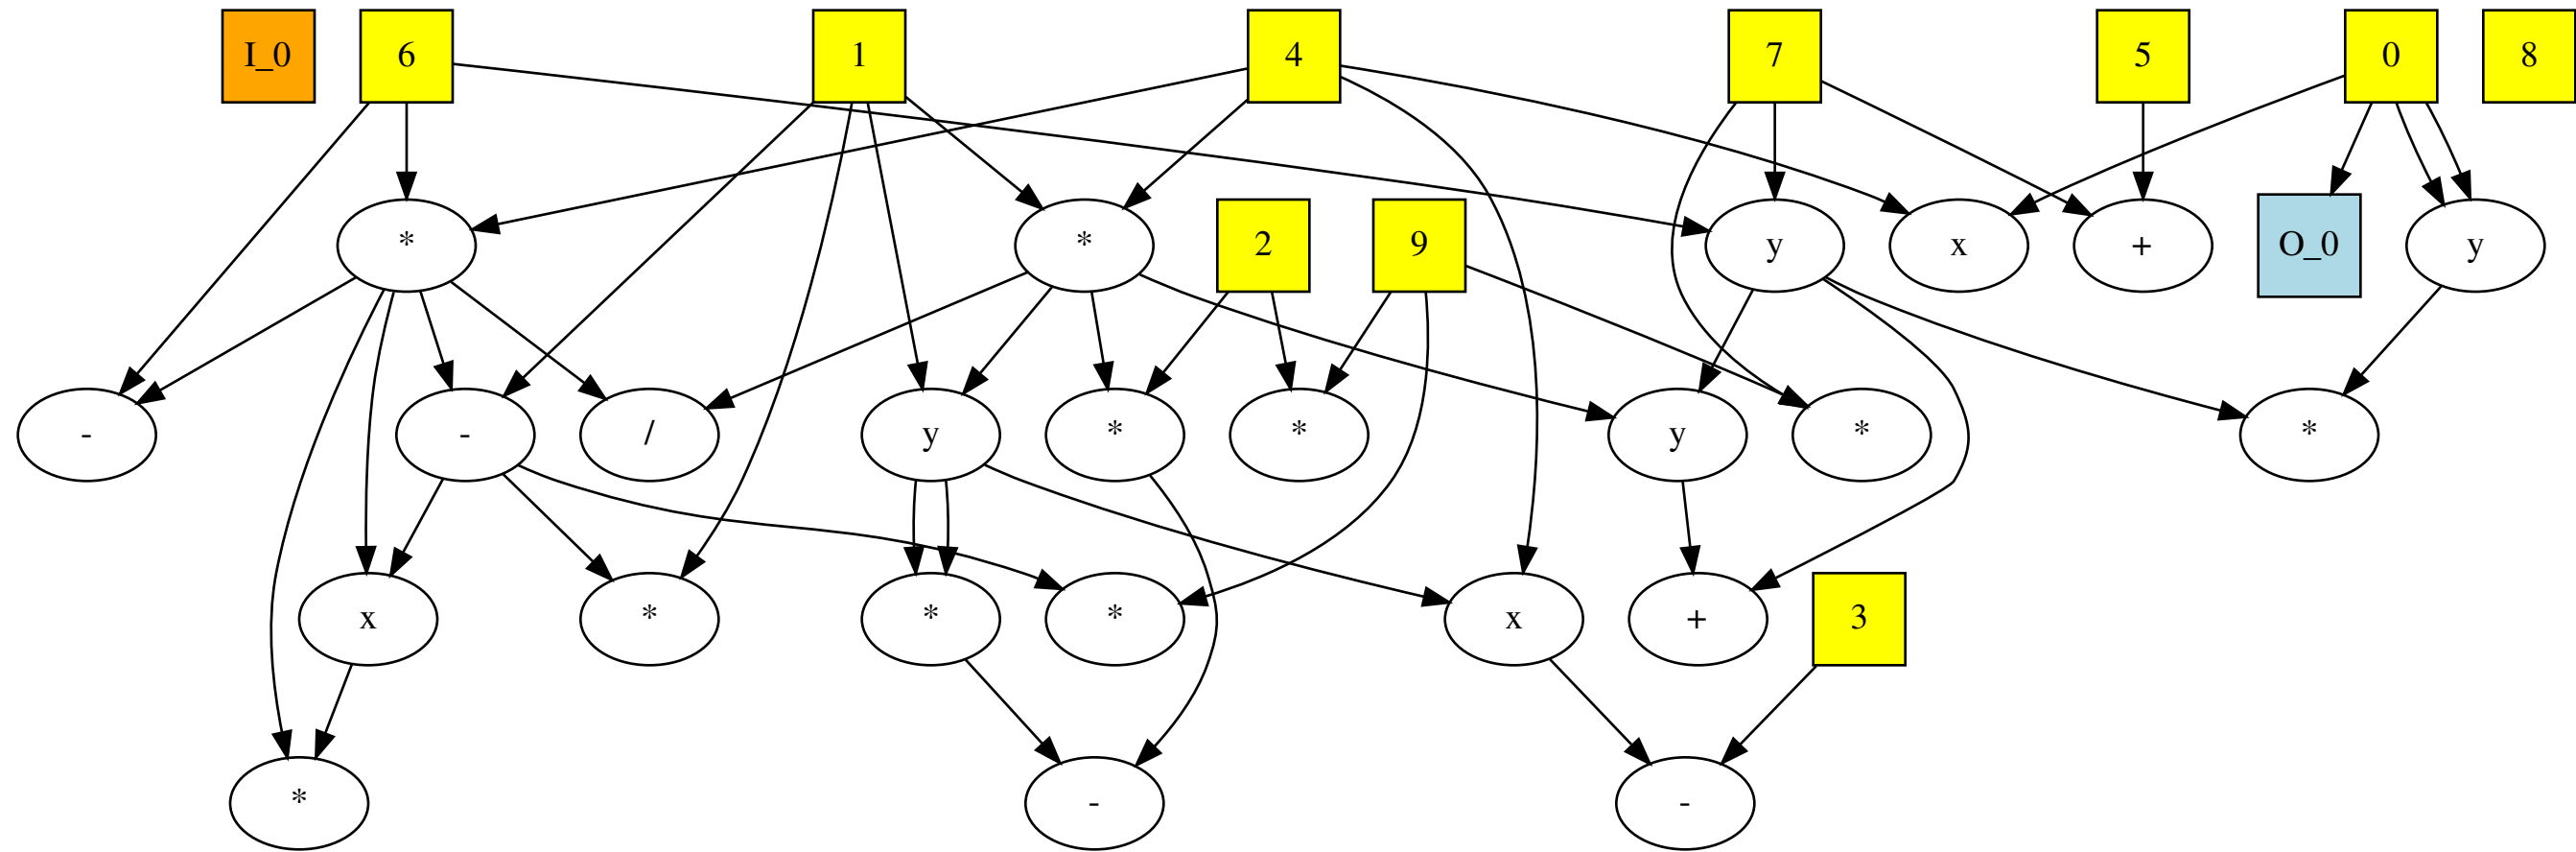 I_0 6 1 4 7 5 0 8
* * 2 9 y x + O_0 y
- - / y * * y * *
x * * * x + 3
* - -